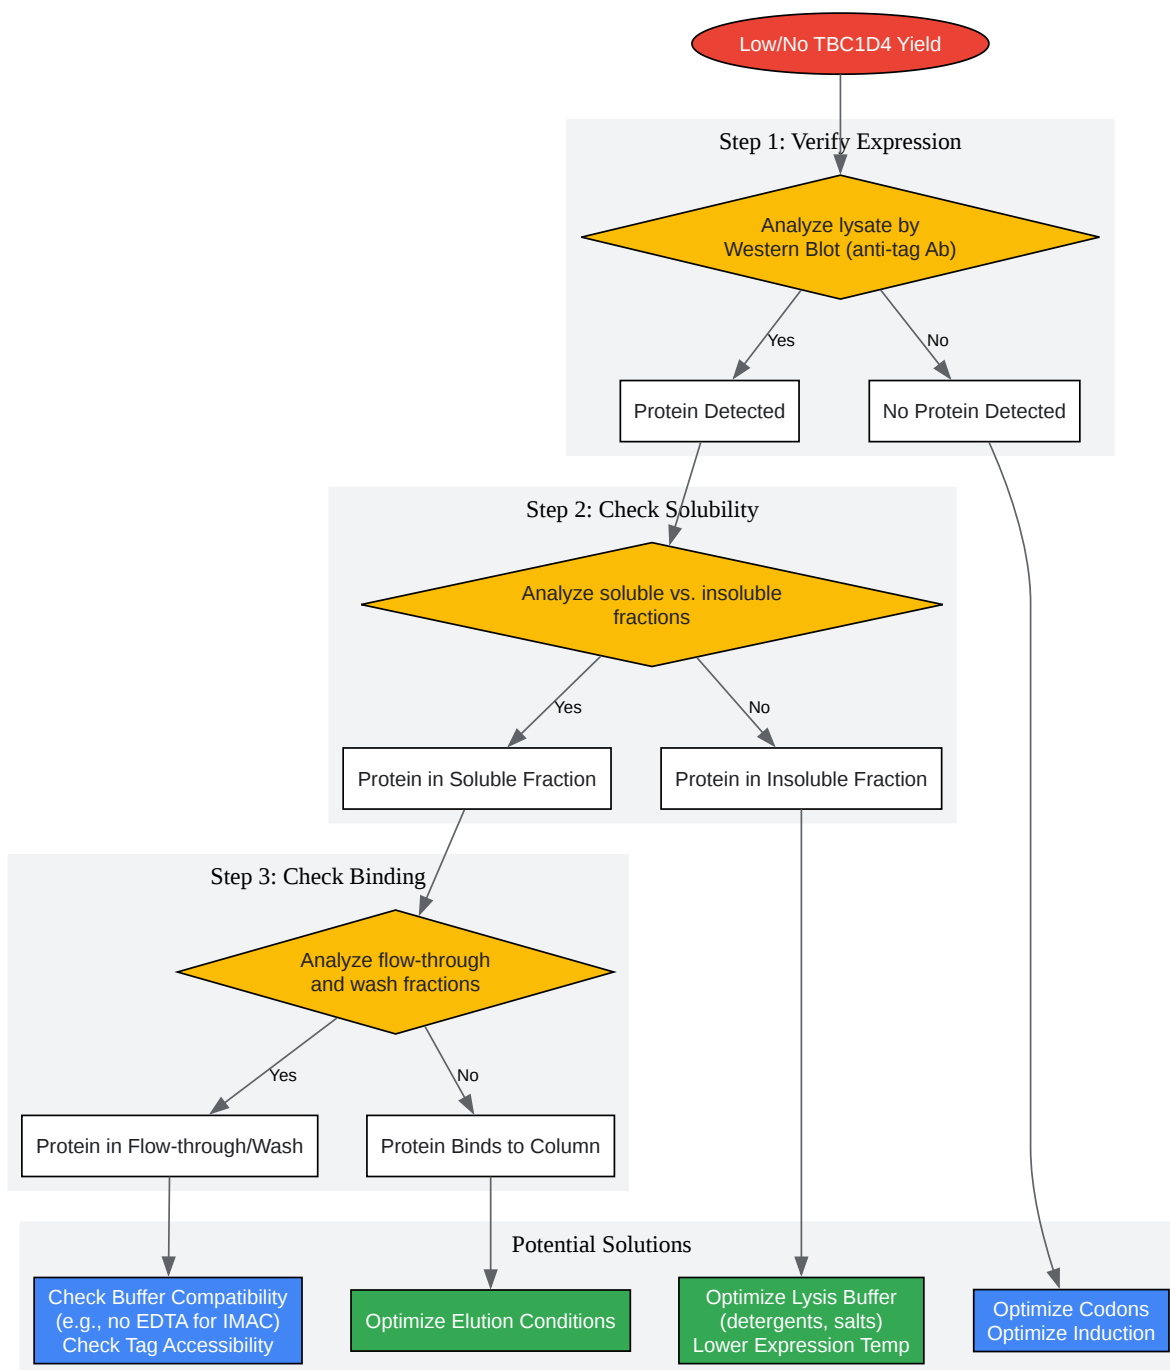 Low/No TBC1D4 Yield
Step 1: Verify Expression
Analyze lysate by
Western Blot (anti-tag Ab)
Yes
No
Protein Detected
No Protein Detected
Step 2: Check Solubility
Analyze soluble vs. insoluble
fractions
Yes
No
Protein in Soluble Fraction
Protein in Insoluble Fraction
Step 3: Check Binding
Analyze flow-through
and wash fractions
Yes
No
Protein in Flow-through/Wash
Protein Binds to Column
Potential Solutions
Check Buffer Compatibility
(e.g., no EDTA for IMAC)
Check Tag Accessibility
Optimize Elution Conditions
Optimize Lysis Buffer
(detergents, salts)
Lower Expression Temp
Optimize Codons
Optimize Induction